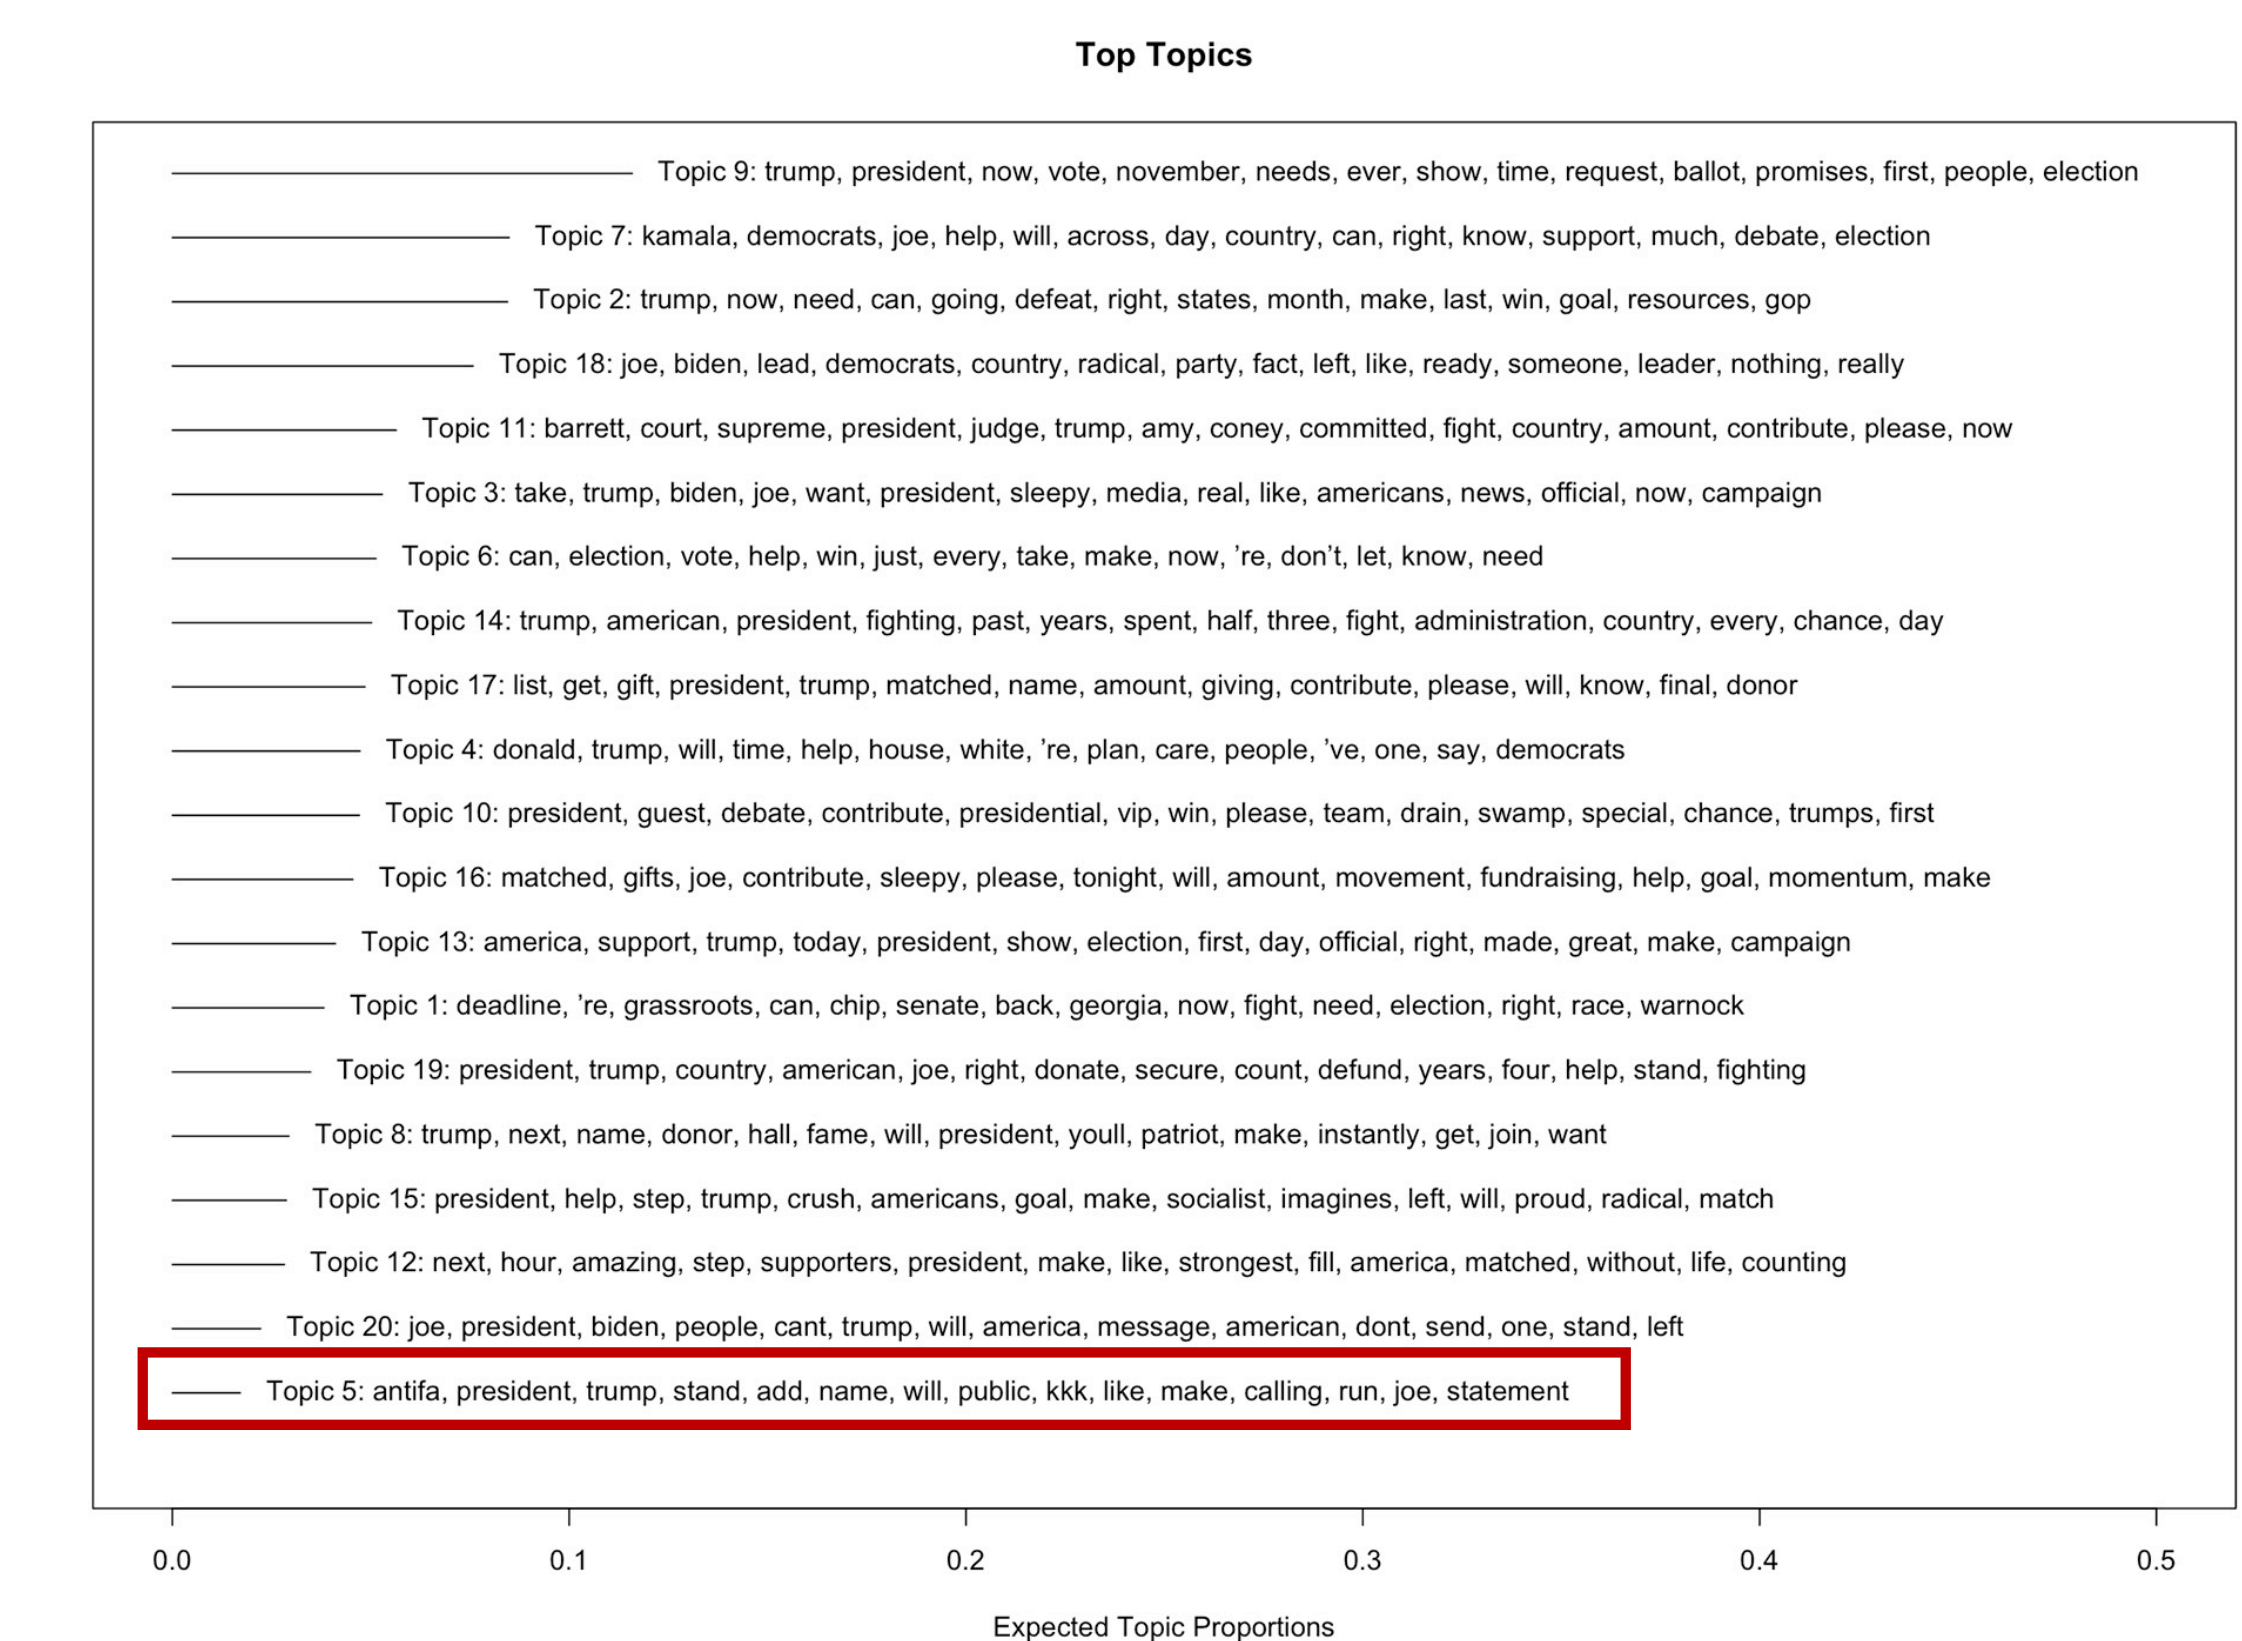 Top Topics
Topic 9: trump, president, now, vote, november, needs, ever, show, time, request, ballot, promises, first, people, election
Topic 7: kamala, democrats, joe, help, will, across, day, country, can, right, know, support, much, debate, election
Topic 2: trump, now, need, can, going, defeat, right, states, month, make, last, win, goal, resources, gop
Topic 18: joe, biden, lead, democrats, country, radical, party, fact, left, like, ready, someone, leader, nothing, really
Topic 11: barrett, court, supreme, president, judge, trump, amy, coney, committed, fight, country, amount, contribute, please, now
Topic 3: take, trump, biden, joe, want, president, sleepy, media, real, like, americans, news, official, now, campaign
Topic 6: can, election, vote, help, win, just, every, take, make, now, ’re, don’t, let, know, need
Topic 14: trump, american, president, fighting, past, years, spent, half, three, fight, administration, country, every, chance, day
Topic 17: list, get, gift, president, trump, matched, name, amount, giving, contribute, please, will, know, final, donor
Topic 4: donald, trump, will, time, help, house, white, ’re, plan, care, people, ’ve, one, say, democrats
Topic 10: president, guest, debate, contribute, presidential, vip, win, please, team, drain, swamp, special, chance, trumps, first
Topic 16: matched, gifts, joe, contribute, sleepy, please, tonight, will, amount, movement, fundraising, help, goal, momentum, make
Topic 13: america, support, trump, today, president, show, election, first, day, official, right, made, great, make, campaign
Topic 1: deadline, ’re, grassroots, can, chip, senate, back, georgia, now, fight, need, election, right, race, warnock
Topic 19: president, trump, country, american, joe, right, donate, secure, count, defund, years, four, help, stand, fighting
Topic 8: trump, next, name, donor, hall, fame, will, president, youll, patriot, make, instantly, get, join, want
Topic 15: president, help, step, trump, crush, americans, goal, make, socialist, imagines, left, will, proud, radical, match
Topic 12: next, hour, amazing, step, supporters, president, make, like, strongest, fill, america, matched, without, life, counting
Topic 20: joe, president, biden, people, cant, trump, will, america, message, american, dont, send, one, stand, left
Topic 5: antifa, president, trump, stand, add, name, will, public, kkk, like, make, calling, run, joe, statement
0.0 0.1 0.2 0.3 0.4 0.5
Expected Topic Proportions